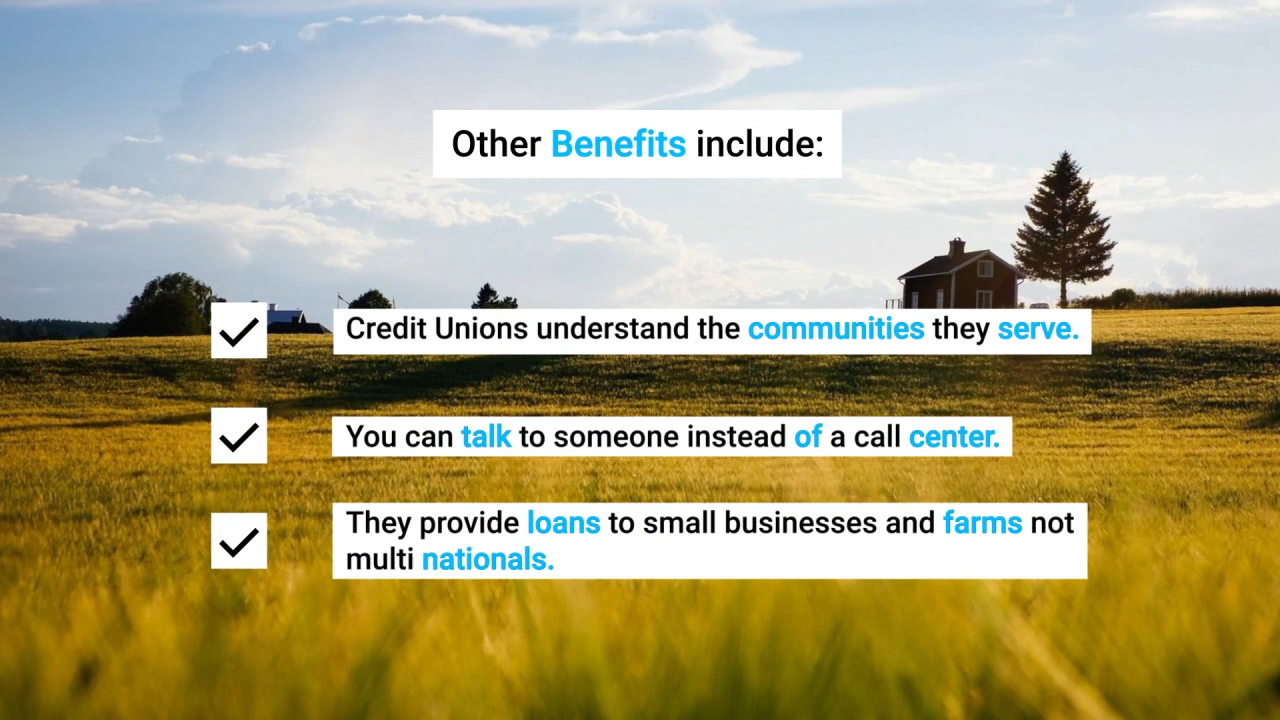 Other Benefits include:
Credit Unions understand the communities they serve.
You can talk to someone instead of a call center.
They provide loans to small businesses and farms not
multi nationals.